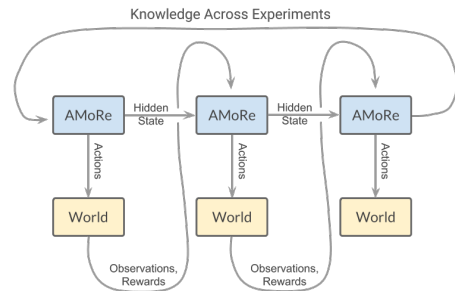 Knowledge Across Experiments
AMoRe
Hidden
State
AMoRe
Hidden
State
AMoRe
Actions
Actions
Actions
World
World
World
Observations,
Rewards
Observations,
Rewards